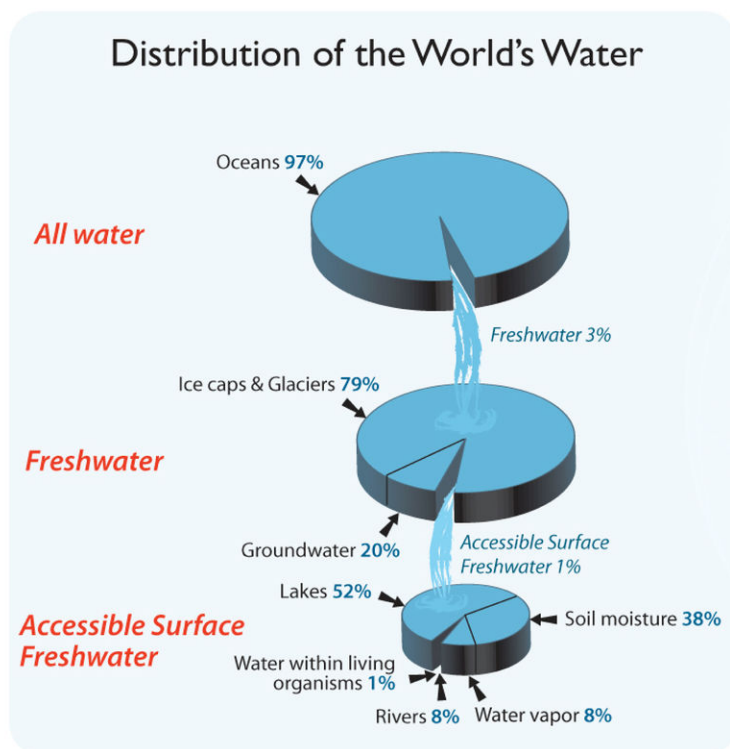 Distribution of the World's Water
Oceans 97%
All water
Freshwater 3%
Ice caps & Glaciers 79%
Freshwater
Groundwater 20%
Accessible Surface
Freshwater 1%
Lakes 52%
Soil moisture 38%
Accessible Surface
Freshwater
Water within living
organisms 1%
Rivers 8%
Water vapor 8%